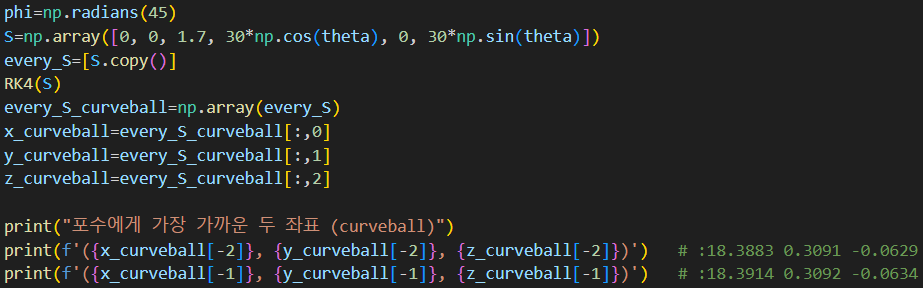 phi=np.radians(45)
S=np.array([0, 0, 1.7, 30*np.cos(theta), 0, 30*np.sin(theta)])
every_S=[S.copy()]
RK4(S)
every_S_curveball=np.array(every_S)
x_curveball=every_S_curveball[:,0]
y_curveball=every_S_curveball[:,1]
z_curveball=every_S_curveball[:,2]

print("포수에게 가장 가까운 두 좌표 (curveball)")
print(f'({x_curveball[-2]}, {y_curveball[-2]}, {z_curveball[-2]})')   # :18.3883 0.3091 -0.0629
print(f'({x_curveball[-1]}, {y_curveball[-1]}, {z_curveball[-1]})')   # :18.3914 0.3092 -0.0634